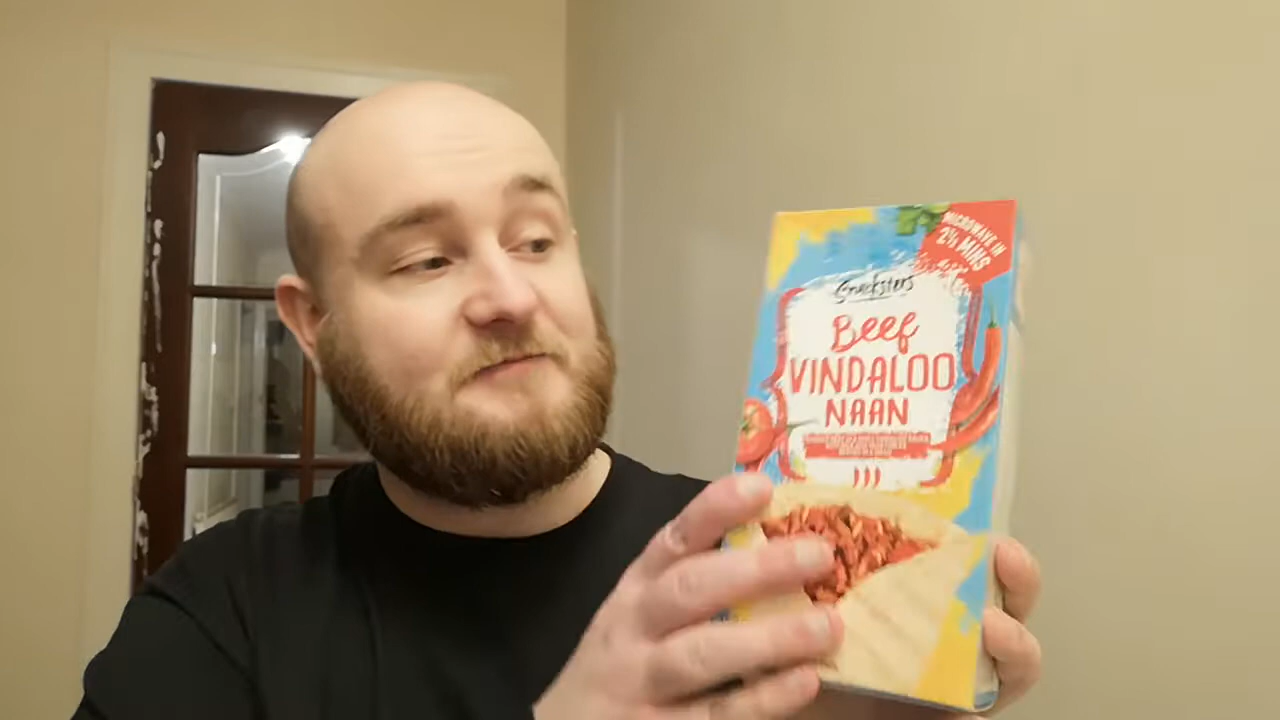 MICROWAVE IN
2½ MINS
Snacksters
Beef
VINDALOO
NAAN